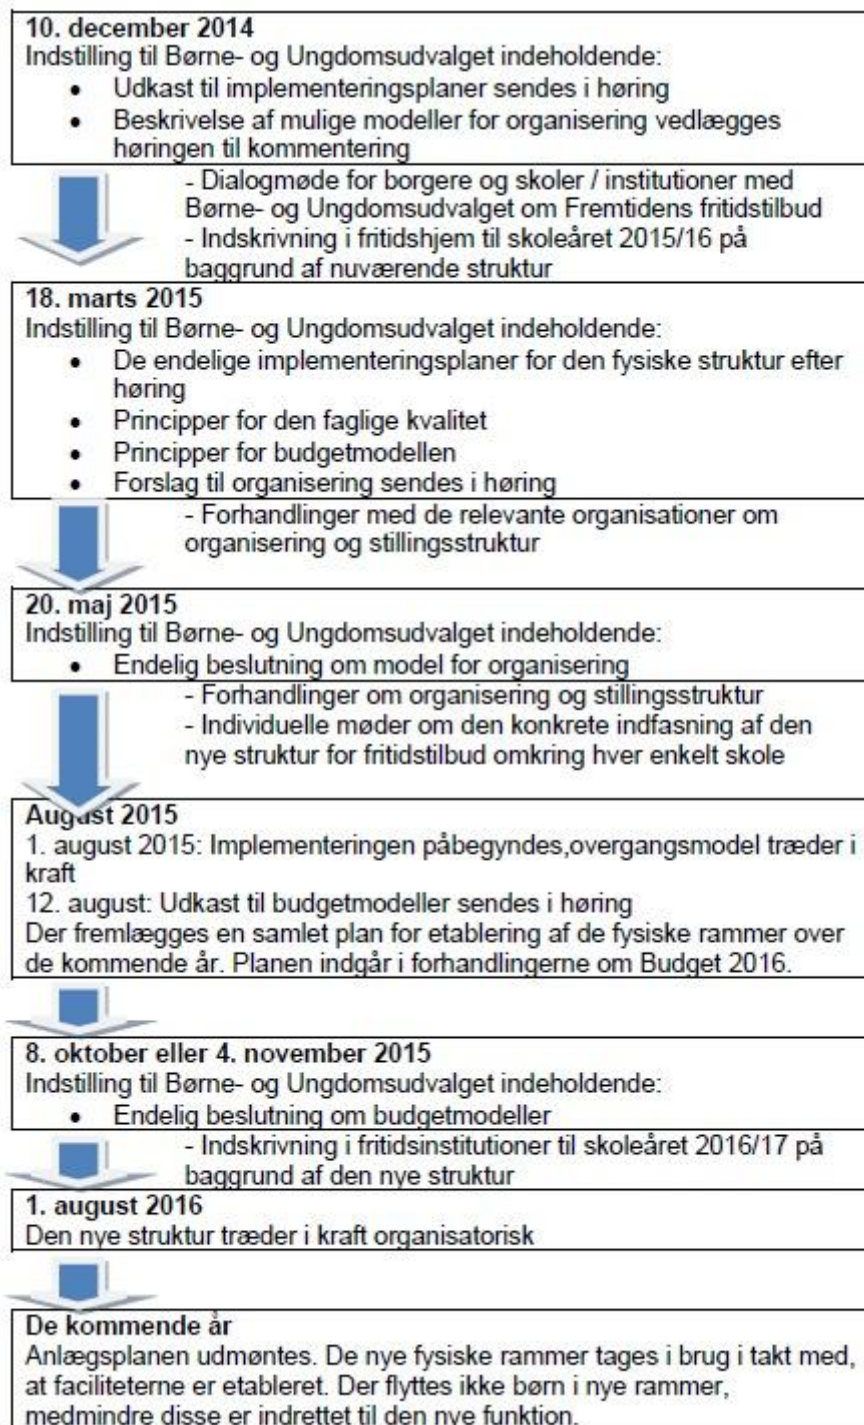 10. december 2014
Indstilling til Børne- og Ungdomsudvalget indeholdende:
• Udkast til implementeringsplaner sendes i høring
• Beskrivelse af mulige modeller for organisering vedlægges
høringen til kommentering
- Dialogmøde for borgere og skoler / institutioner med
Børne- og Ungdomsudvalget om Fremtidens fritidstilbud
- Indskrivning i fritidshjem til skoleåret 2015/16 på
baggrund af nuværende struktur
18. marts 2015
Indstilling til Børne- og Ungdomsudvalget indeholdende:
• De endelige implementeringsplaner for den fysiske struktur efter
høring
• Principper for den faglige kvalitet
• Principper for budgetmodellen
• Forslag til organisering sendes i høring
- Forhandlinger med de relevante organisationer om
organisering og stillingsstruktur
20. maj 2015
Indstilling til Børne- og Ungdomsudvalget indeholdende:
• Endelig beslutning om model for organisering
- Forhandlinger om organisering og stillingsstruktur
- Individuelle møder om den konkrete indfasning af den
nye struktur for fritidstilbud omkring hver enkelt skole
August 2015
1. august 2015: Implementeringen påbegyndes,overgangsmodel træder i
kraft
12. august: Udkast til budgetmodeller sendes i høring
Der fremlægges en samlet plan for etablering af de fysiske rammer over
de kommende år. Planen indgår i forhandlingerne om Budget 2016.
8. oktober eller 4. november 2015
Indstilling til Børne- og Ungdomsudvalget indeholdende:
• Endelig beslutning om budgetmodeller
- Indskrivning i fritidsinstitutioner til skoleåret 2016/17 på
baggrund af den nye struktur
1. august 2016
Den nye struktur træder i kraft organisatorisk
De kommende år
Anlægsplanen udmøntes. De nye fysiske rammer tages i brug i takt med,
at faciliteterne er etableret. Der flyttes ikke børn i nye rammer,
medmindre disse er indrettet til den nye funktion.